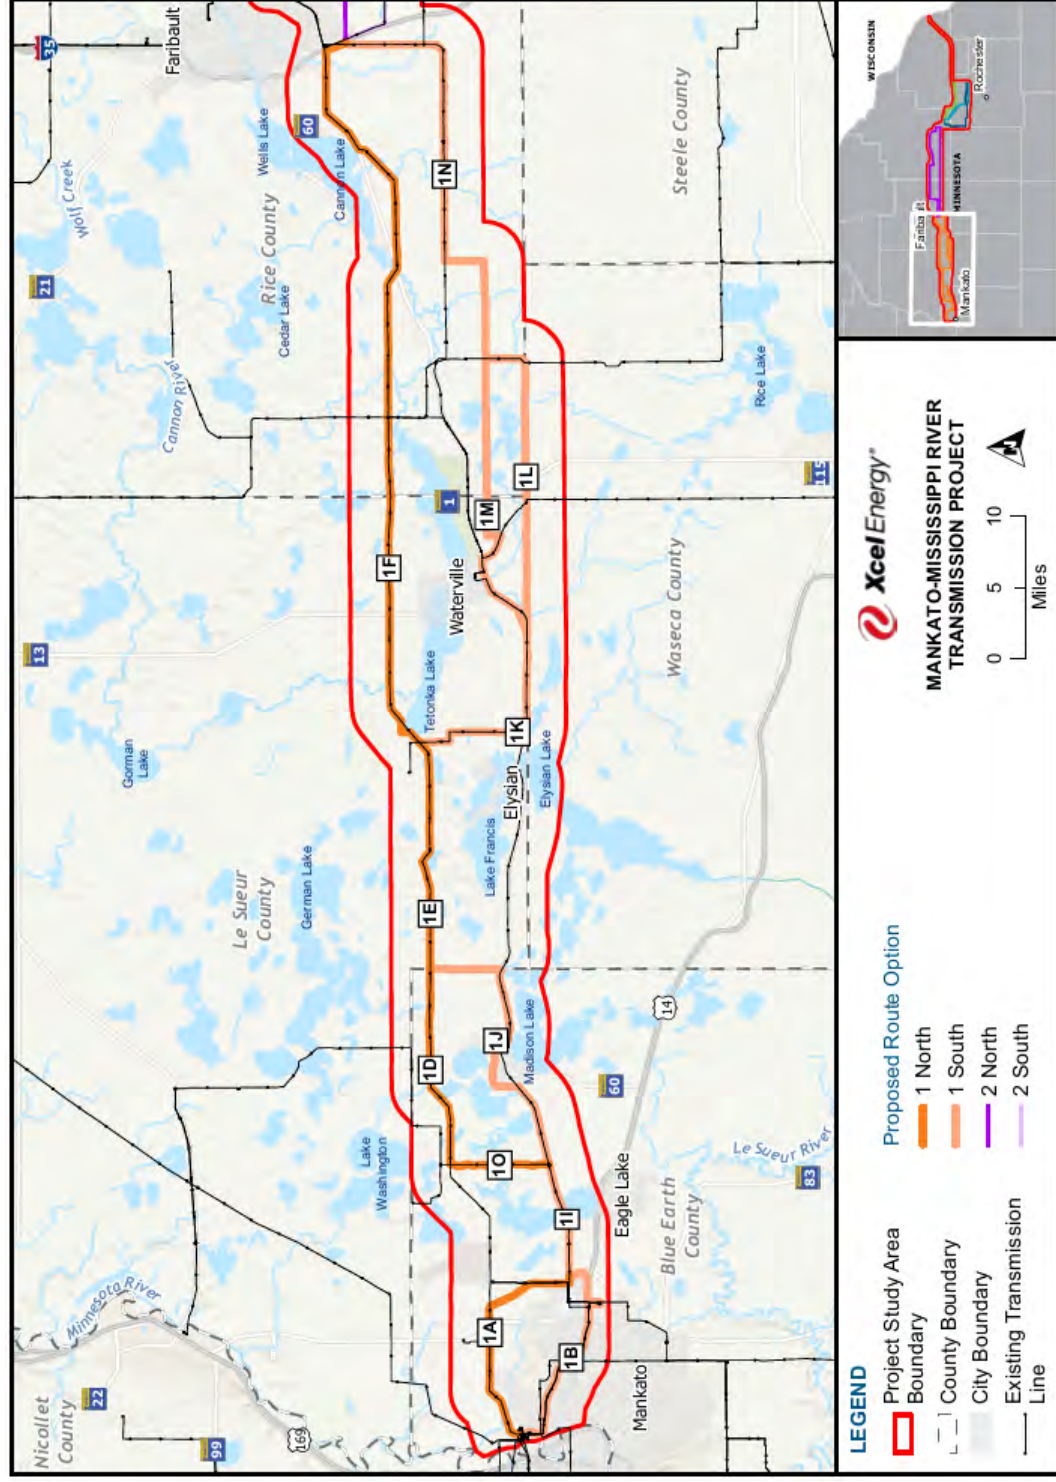 Nicollet
County
22
99
169
Minnesota River
Mankato
1A
1B
1I
1O
Lake
Washington
Eagle Lake
Blue Earth
County
83
Le Sueur River
60
14
1D
1J
Madison Lake
1E
Le Sueur
County
German Lake
Lake Francis
Elysian
Elysian Lake
1K
Gorman
Lake
13
Tetonka Lake
Waterville
Waseca County
1F
1
1M
1L
Cannon River
Rice Lake
Cedar Lake
Rice County
21
Wolf Creek
Wells Lake
60
Cannon Lake
1N
Steele County
Faribault
35
LEGEND
Project Study Area
Boundary
County Boundary
City Boundary
Existing Transmission
Line
Proposed Route Option
1 North
1 South
2 North
2 South
Xcel Energy®
MANKATO-MISSISSIPPI RIVER
TRANSMISSION PROJECT
0 5 10
Miles
N
WISCONSIN
MINNESOTA
Mankato
Rochester